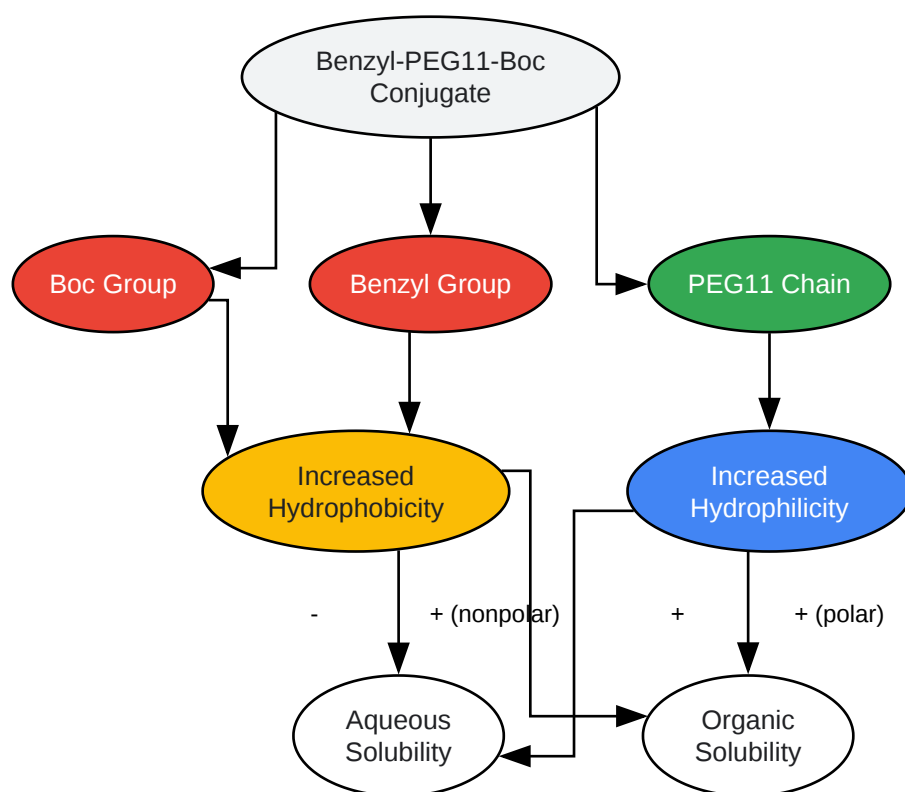 Benzyl-PEG11-Boc
Conjugate
Boc Group
Benzyl Group
PEG11 Chain
Increased
Hydrophobicity
Increased
Hydrophilicity
-
+ (nonpolar)
+
+ (polar)
Aqueous
Solubility
Organic
Solubility